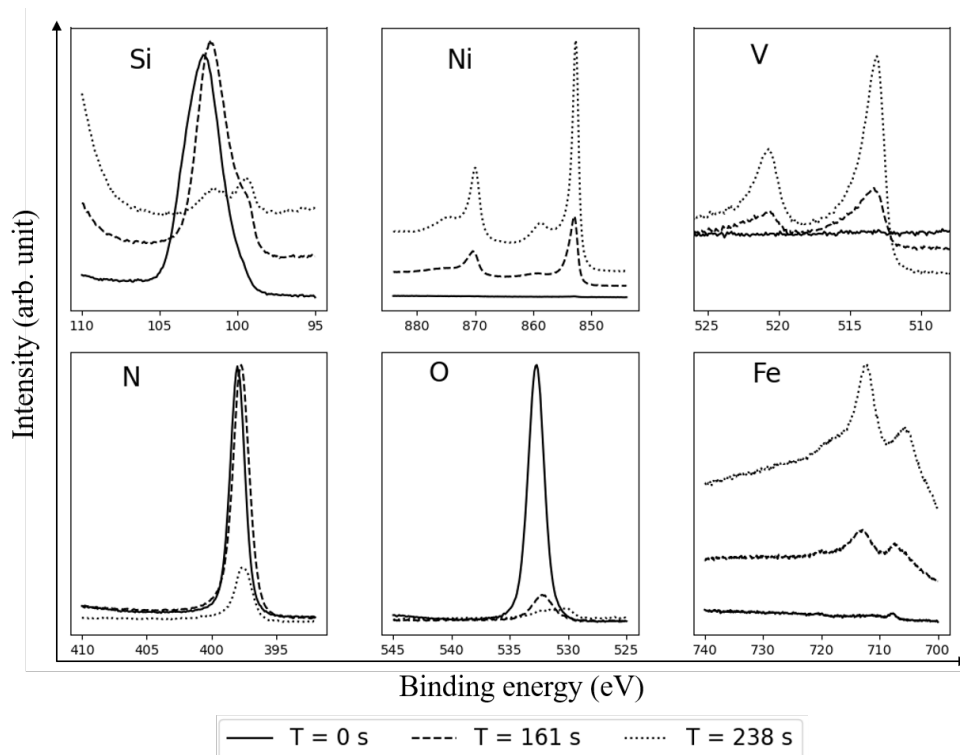 Intensity (arb. unit)
Si
110 105 100 95
Ni
880 870 860 850
V
525 520 515 510
N
410 405 400 395
O
545 540 535 530 525
Fe
740 730 720 710 700
Binding energy (eV)
T = 0 s T = 161 s T = 238 s